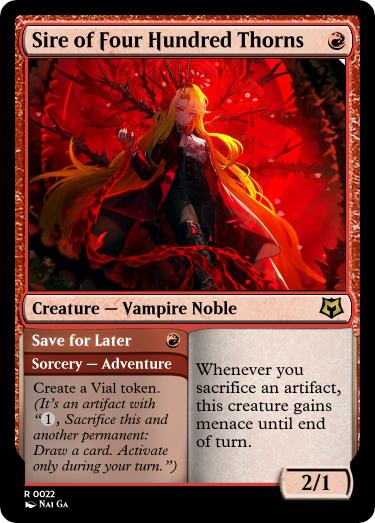 Sire of Four Hundred Thorns
Creature — Vampire Noble
Save for Later
Sorcery — Adventure
Create a Vial token.
(It's an artifact with
“1, Sacrifice this and
another permanent:
Draw a card. Activate
only during your turn.”)
Whenever you
sacrifice an artifact,
this creature gains
menace until end
of turn.
2/1
R 0022
Nai Ga